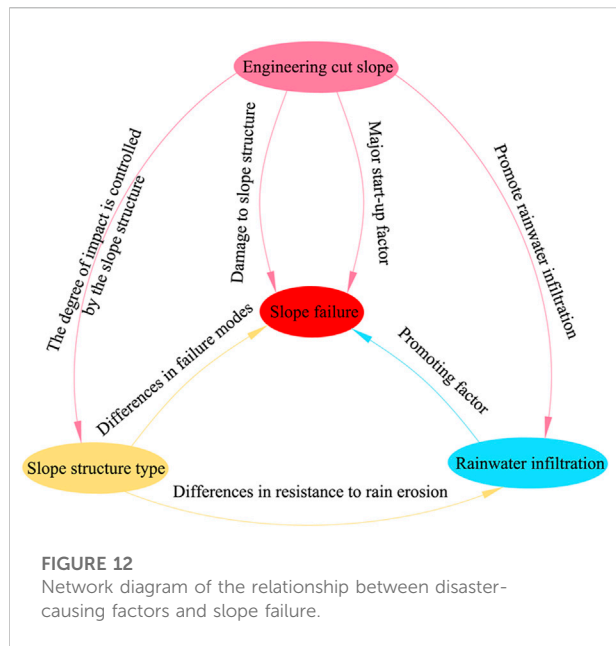 Engineering cut slope
The degree of impact is controlled
by the slope structure
Damage to slope structure
Major start-up factor
Promote rainwater infiltration
Slope failure
Differences in failure modes
Promoting factor
Slope structure type
Rainwater infiltration
Differences in resistance to rain erosion
FIGURE 12
Network diagram of the relationship between disaster-
causing factors and slope failure.